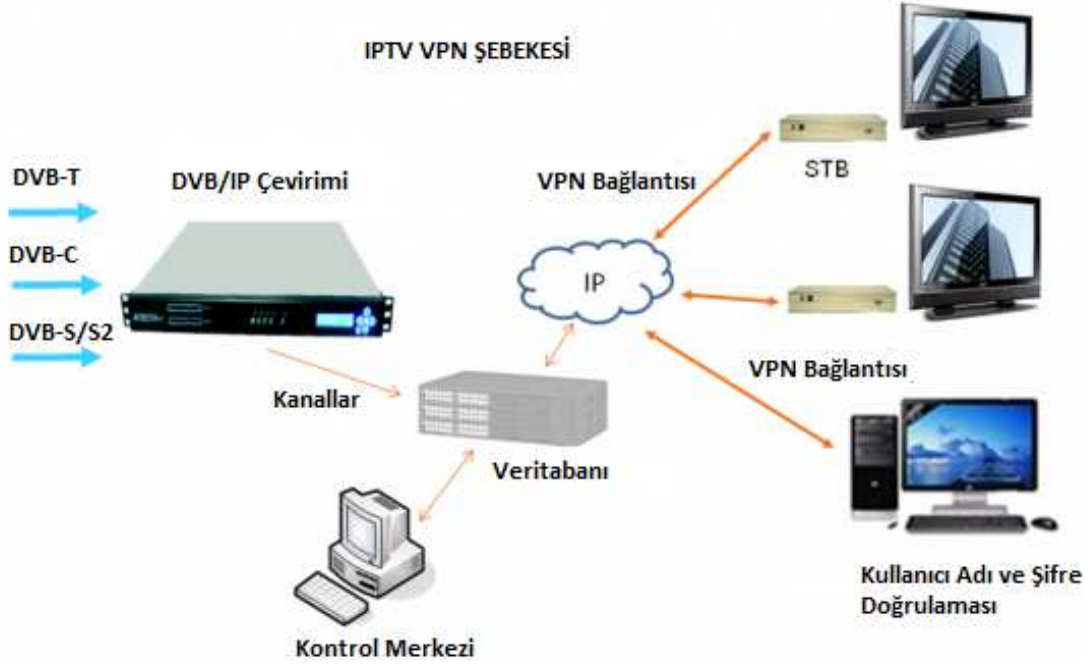 IPTV VPN ŞEBEKESİ
DVB-T
DVB/IP Çevirimi
VPN Bağlantısı
STB
DVB-C
IP
DVB-S/S2
VPN Bağlantısı
Kanallar
Veritabanı
Kullanıcı Adı ve Şifre
Doğrulaması
Kontrol Merkezi